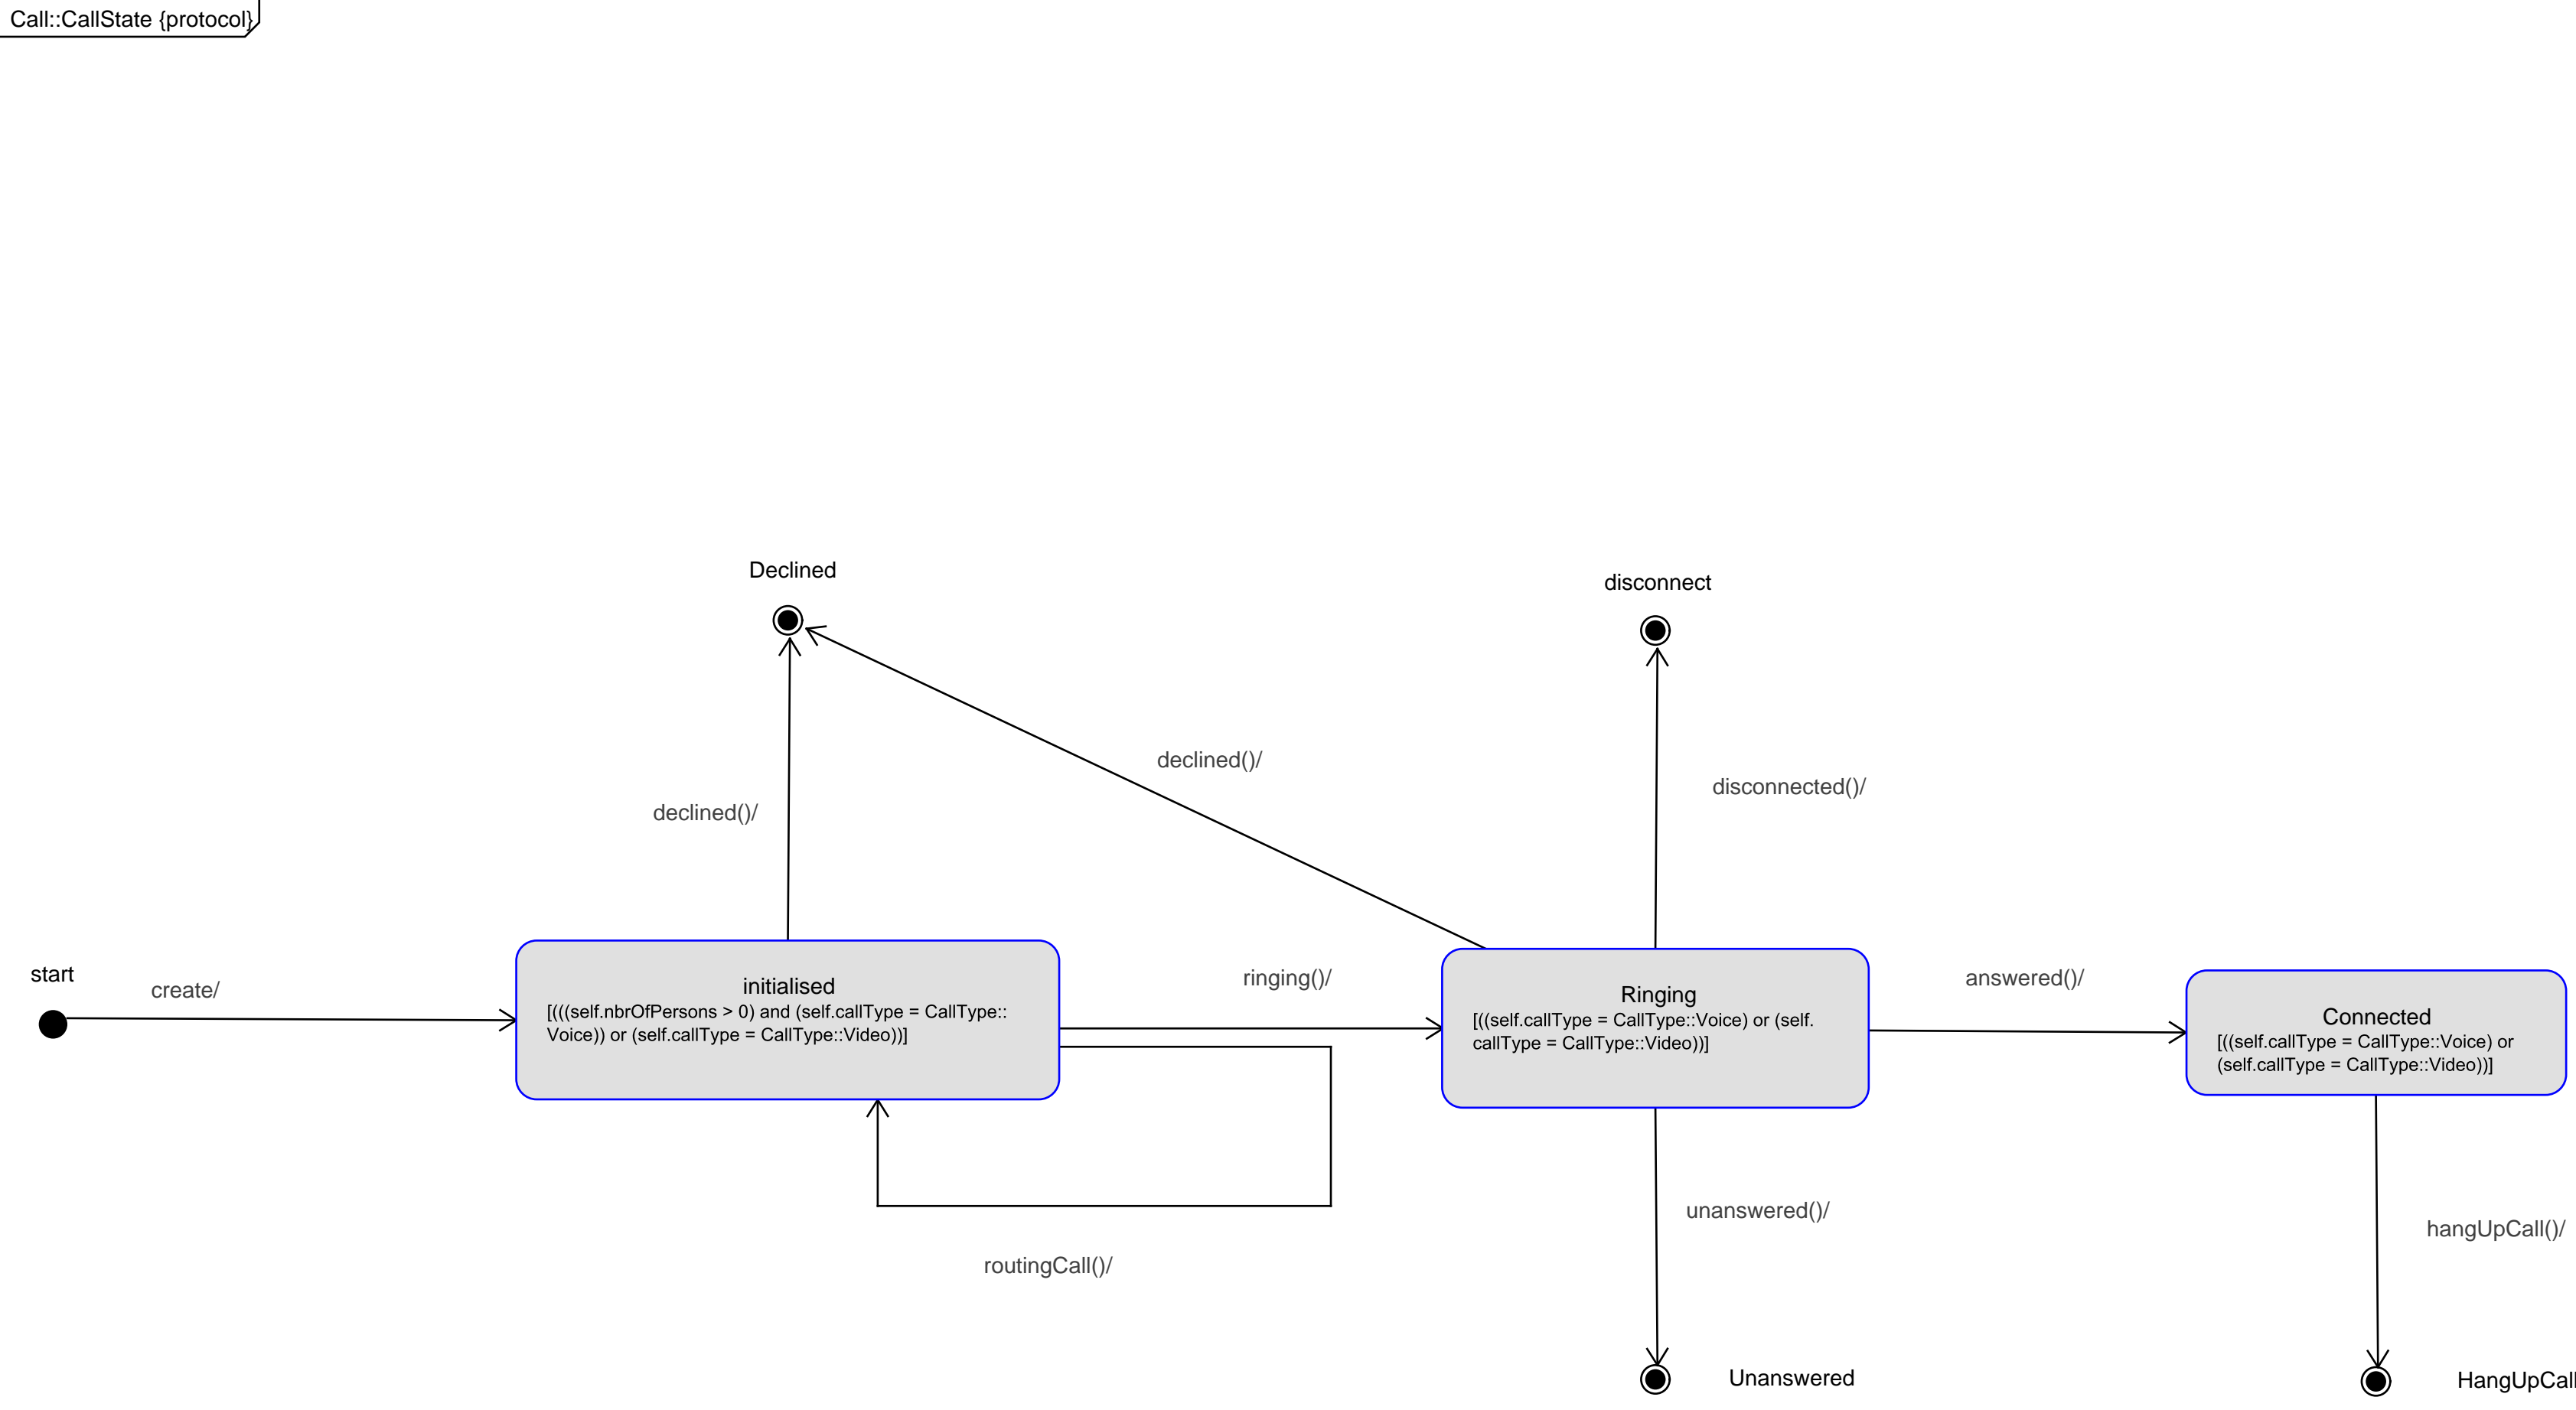 Call::CallState {protocol}
Declined
disconnect
declined()/
disconnected()/
declined()/
start
create/
initialised
[(((self.nbrOfPersons > 0) and (self.callType = CallType::
Voice)) or (self.callType = CallType::Video))]
ringing()/
Ringing
[((self.callType = CallType::Voice) or (self.
callType = CallType::Video))]
answered()/
Connected
[((self.callType = CallType::Voice) or
(self.callType = CallType::Video))]
unanswered()/
hangUpCall()/
routingCall()/
Unanswered
HangUpCall